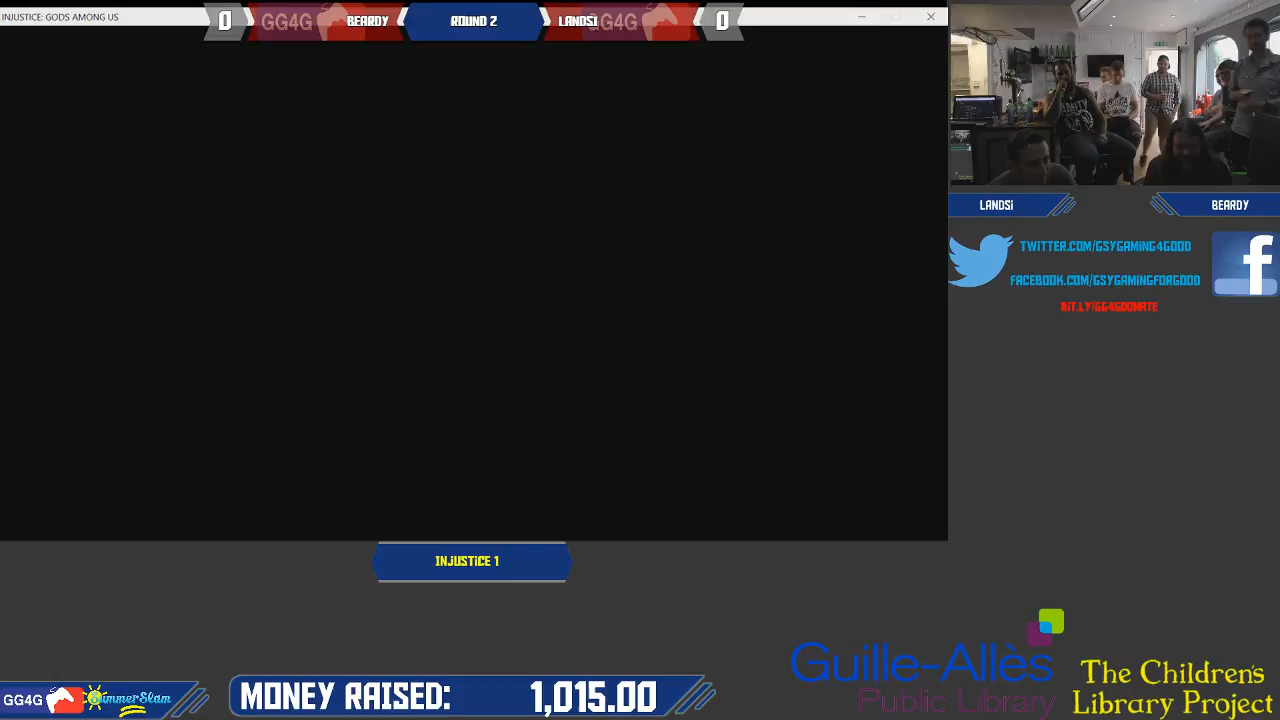 INJUSTICE: GODS AMONG US
0
GG4G
BEARDY
ROUND 2
LANDSI
GG4G
0
LANDSI
BEARDY
TWITTER.COM/GSYGAMING4GOOD
FACEBOOK.COM/GSYGAMINGFORGOOD
BIT.LY/GG4GDONATE
INJUSTICE 1
Guille-Allès
Public Library
The Children's
Library Project
GG4G
SummerSlam
MONEY RAISED: 1,015.00